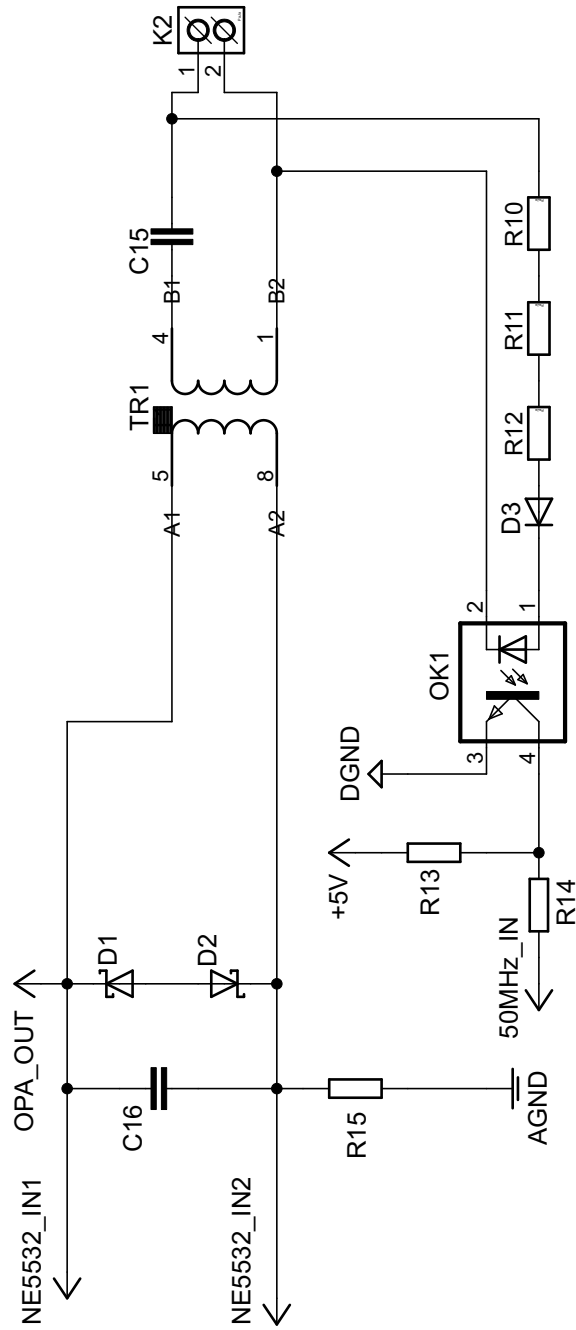 K2
1
2
C15
B1
B2
4
1
TR1
5
8
A1
A2
R10
R11
R12
D3
OK1
2
1
3
4
DGND
+5V
R13
R14
50MHz_IN
D1
D2
OPA_OUT
C16
R15
AGND
NE5532_IN1
NE5532_IN2